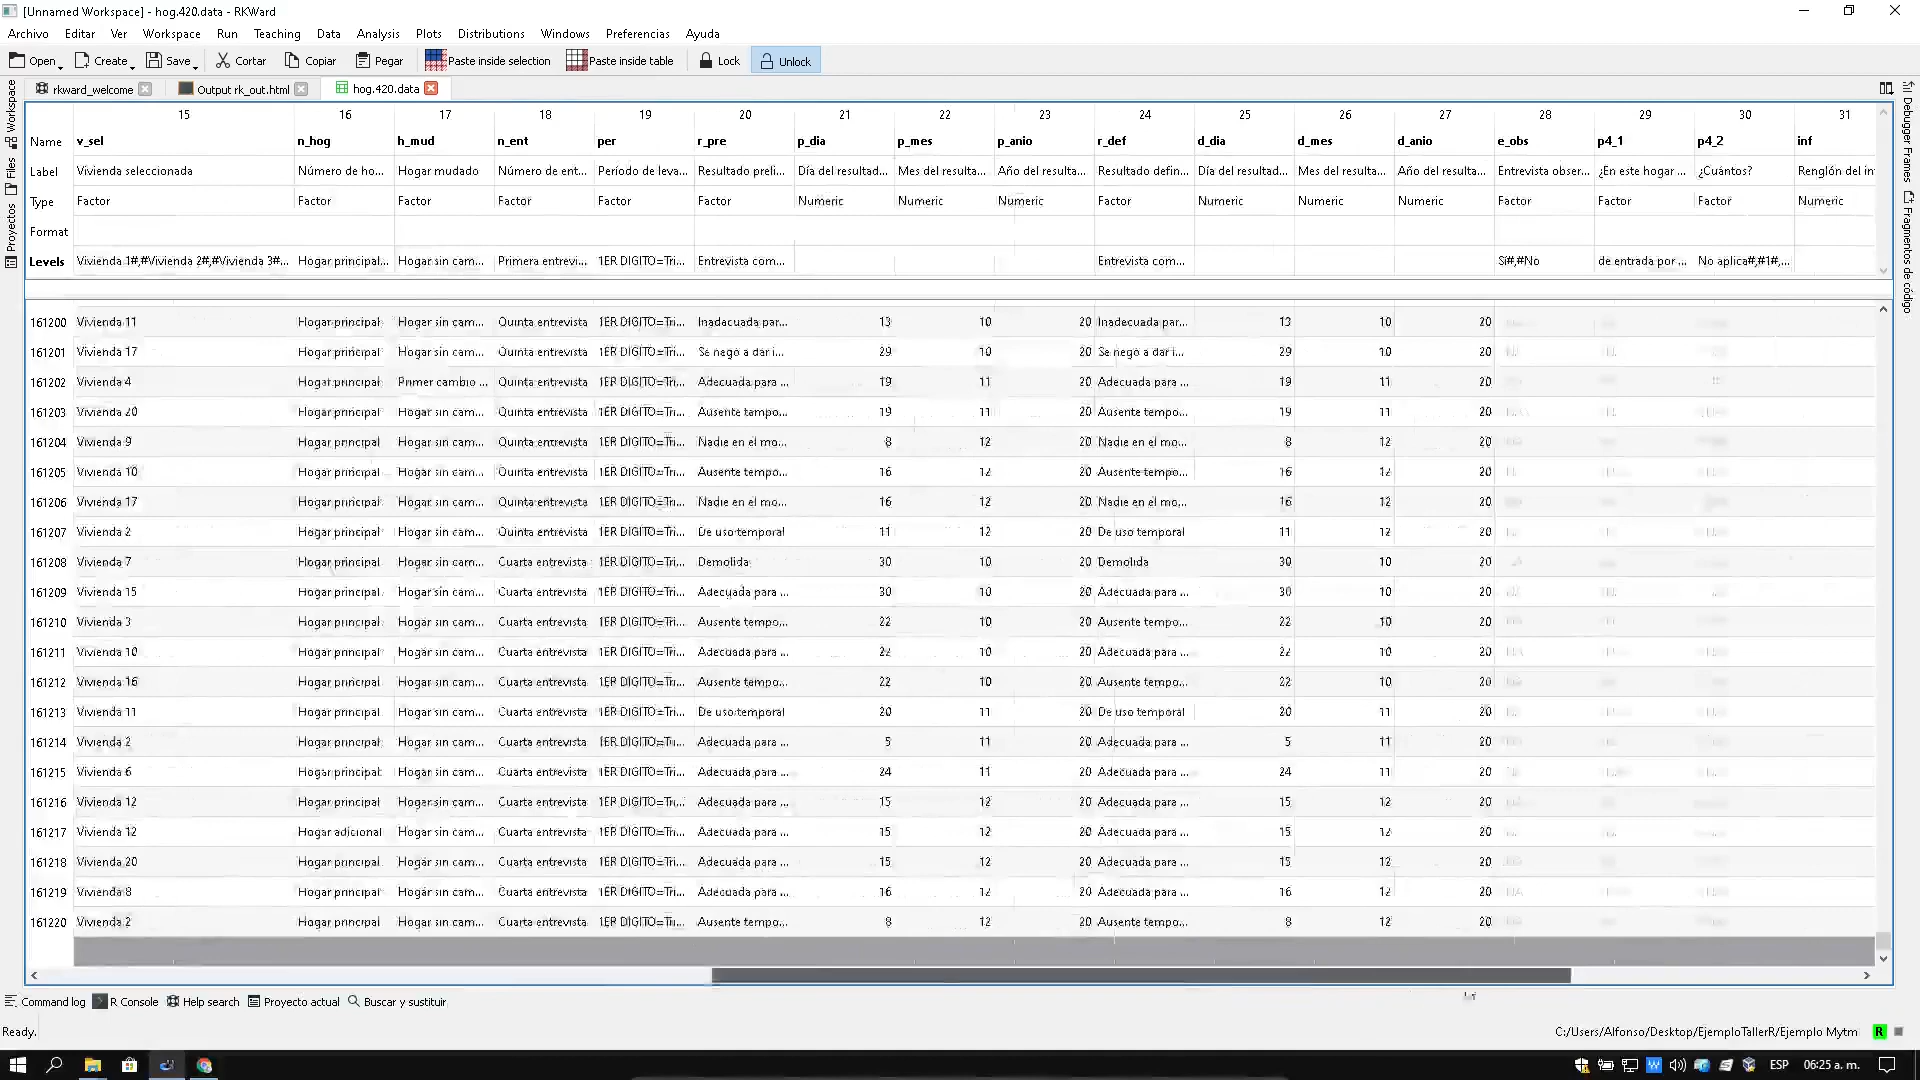 [Unnamed Workspace] - hog.420.data - RKWard
Archivo Editar Ver Workspace Run Teaching Data Analysis Plots Distributions Windows Preferencias Ayuda
Open Create Save Cortar Copiar Pegar Paste inside selection Paste inside table Lock Unlock
rkward_welcome Output rk_out.html hog.420.data
15 16 17 18 19 20 21 22 23 24 25 26 27 28 29 30 31
Name v_sel n_hog h_mud n_ent per r_pre p_dia p_mes p_anio r_def d_dia d_mes d_anio e_obs p4_1 p4_2 inf
Label Vivienda seleccionada Número de ho... Hogar mudado Número de ent... Período de leva... Resultado preli... Día del resultad... Mes del resulta... Año del resulta... Resultado defin... Día del resultad... Mes del resulta... Año del resulta... Entrevista obser... ¿En este hogar ... ¿Cuántos? Renglón del in
Type Factor Factor Factor Factor Factor Factor Numeric Numeric Numeric Factor Numeric Numeric Numeric Factor Factor Factor Numeric
Format
Levels Vivienda 1#,#Vivienda 2#,#Vivienda 3#... Hogar principal... Hogar sin cam... Primera entrevi... 1ER DIGITO=Tri... Entrevista com... Entrevista com... Sí#,#No de entrada por ... No aplica#,#1#,...
161200 Vivienda 11 Hogar principal Hogar sin cam... Quinta entrevista 1ER DIGITO=Tri... Inadecuada par... 13 10 20 Inadecuada par... 13 10 20
161201 Vivienda 17 Hogar principal Hogar sin cam... Quinta entrevista 1ER DIGITO=Tri... Se negó a dar i... 29 10 20 Se negó a dar i... 29 10 20
161202 Vivienda 4 Hogar principal Primer cambio ... Quinta entrevista 1ER DIGITO=Tri... Adecuada para ... 19 11 20 Adecuada para ... 19 11 20
161203 Vivienda 20 Hogar principal Hogar sin cam... Quinta entrevista 1ER DIGITO=Tri... Ausente tempo... 19 11 20 Ausente tempo... 19 11 20
161204 Vivienda 9 Hogar principal Hogar sin cam... Quinta entrevista 1ER DIGITO=Tri... Nadie en el mo... 8 12 20 Nadie en el mo... 8 12 20
161205 Vivienda 10 Hogar principal Hogar sin cam... Quinta entrevista 1ER DIGITO=Tri... Ausente tempo... 16 12 20 Ausente tempo... 16 12 20
161206 Vivienda 17 Hogar principal Hogar sin cam... Quinta entrevista 1ER DIGITO=Tri... Nadie en el mo... 16 12 20 Nadie en el mo... 16 12 20
161207 Vivienda 2 Hogar principal Hogar sin cam... Quinta entrevista 1ER DIGITO=Tri... De uso temporal 11 12 20 De uso temporal 11 12 20
161208 Vivienda 7 Hogar principal Hogar sin cam... Cuarta entrevista 1ER DIGITO=Tri... Demolida 30 10 20 Demolida 30 10 20
161209 Vivienda 15 Hogar principal Hogar sin cam... Cuarta entrevista 1ER DIGITO=Tri... Adecuada para ... 30 10 20 Adecuada para ... 30 10 20
161210 Vivienda 3 Hogar principal Hogar sin cam... Cuarta entrevista 1ER DIGITO=Tri... Ausente tempo... 22 10 20 Ausente tempo... 22 10 20
161211 Vivienda 10 Hogar principal Hogar sin cam... Cuarta entrevista 1ER DIGITO=Tri... Adecuada para ... 22 10 20 Adecuada para ... 22 10 20
161212 Vivienda 16 Hogar principal Hogar sin cam... Cuarta entrevista 1ER DIGITO=Tri... Ausente tempo... 22 10 20 Ausente tempo... 22 10 20
161213 Vivienda 11 Hogar principal Hogar sin cam... Cuarta entrevista 1ER DIGITO=Tri... De uso temporal 20 11 20 De uso temporal 20 11 20
161214 Vivienda 2 Hogar principal Hogar sin cam... Cuarta entrevista 1ER DIGITO=Tri... Adecuada para ... 5 11 20 Adecuada para ... 5 11 20
161215 Vivienda 6 Hogar principal Hogar sin cam... Cuarta entrevista 1ER DIGITO=Tri... Adecuada para ... 24 11 20 Adecuada para ... 24 11 20
161216 Vivienda 12 Hogar principal Hogar sin cam... Cuarta entrevista 1ER DIGITO=Tri... Adecuada para ... 15 12 20 Adecuada para ... 15 12 20
161217 Vivienda 12 Hogar adicional Hogar sin cam... Cuarta entrevista 1ER DIGITO=Tri... Adecuada para ... 15 12 20 Adecuada para ... 15 12 20
161218 Vivienda 20 Hogar principal Hogar sin cam... Cuarta entrevista 1ER DIGITO=Tri... Adecuada para ... 15 12 20 Adecuada para ... 15 12 20
161219 Vivienda 8 Hogar principal Hogar sin cam... Cuarta entrevista 1ER DIGITO=Tri... Adecuada para ... 16 12 20 Adecuada para ... 16 12 20
161220 Vivienda 2 Hogar principal Hogar sin cam... Cuarta entrevista 1ER DIGITO=Tri... Ausente tempo... 8 12 20 Ausente tempo... 8 12 20
Workspace
Files
Proyectos
Debugger Frames
Fragmentos de código
Command log R Console Help search Proyecto actual Buscar y sustituir
Ready. C:/Users/Alfonso/Desktop/EjemploTallerR/Ejemplo Mytm R
ESP 06:25 a. m.